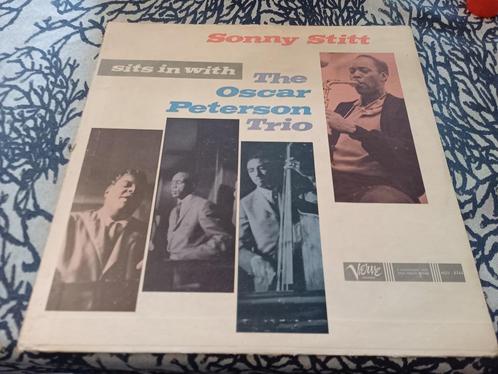 Sonny Stitt
sits in with
The
Oscar
Peterson
Trio
Verve